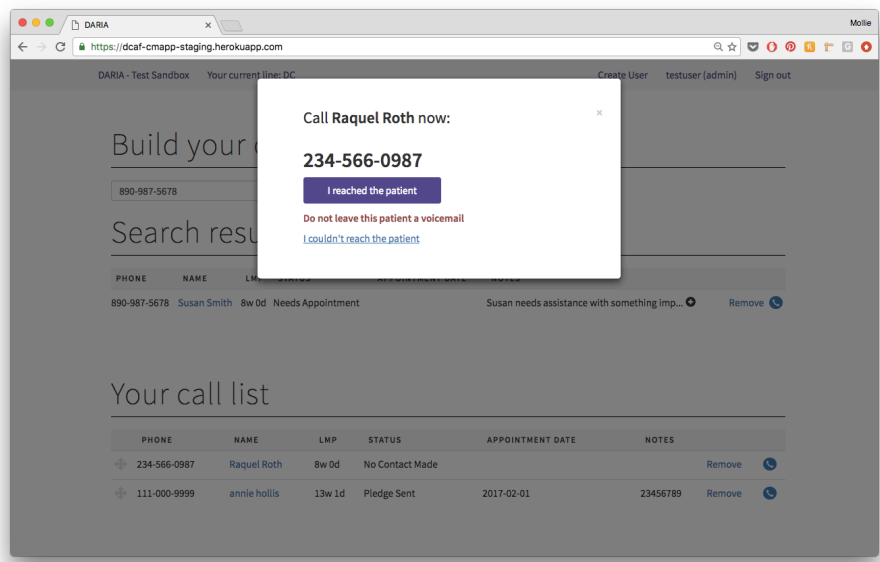 DARIA
Mollie
https://dcaf-cmapp-staging.herokuapp.com
DARIA - Test Sandbox Your current line: DC Create User testuser (admin) Sign out
Call Raquel Roth now:
×
234-566-0987
I reached the patient
Do not leave this patient a voicemail
I couldn't reach the patient
Build your
890-987-5678
Search resu
PHONE NAME LMP STATUS APPOINTMENT DATE NOTES
890-987-5678 Susan Smith 8w 0d Needs Appointment Susan needs assistance with something imp... Remove
Your call list
PHONE NAME LMP STATUS APPOINTMENT DATE NOTES
234-566-0987 Raquel Roth 8w 0d No Contact Made Remove
111-000-9999 annie hollis 13w 1d Pledge Sent 2017-02-01 23456789 Remove